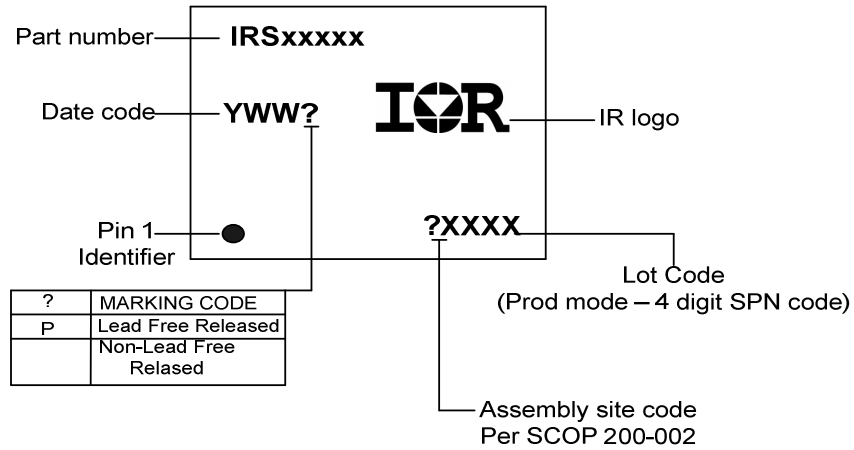 Part number
IRSxxxxx
Date code
YWW?
IOR
IR logo
Pin 1
Identifier
?XXXX
Lot Code
(Prod mode – 4 digit SPN code)
? MARKING CODE
P Lead Free Released
Non-Lead Free
Relased
Assembly site code
Per SCOP 200-002